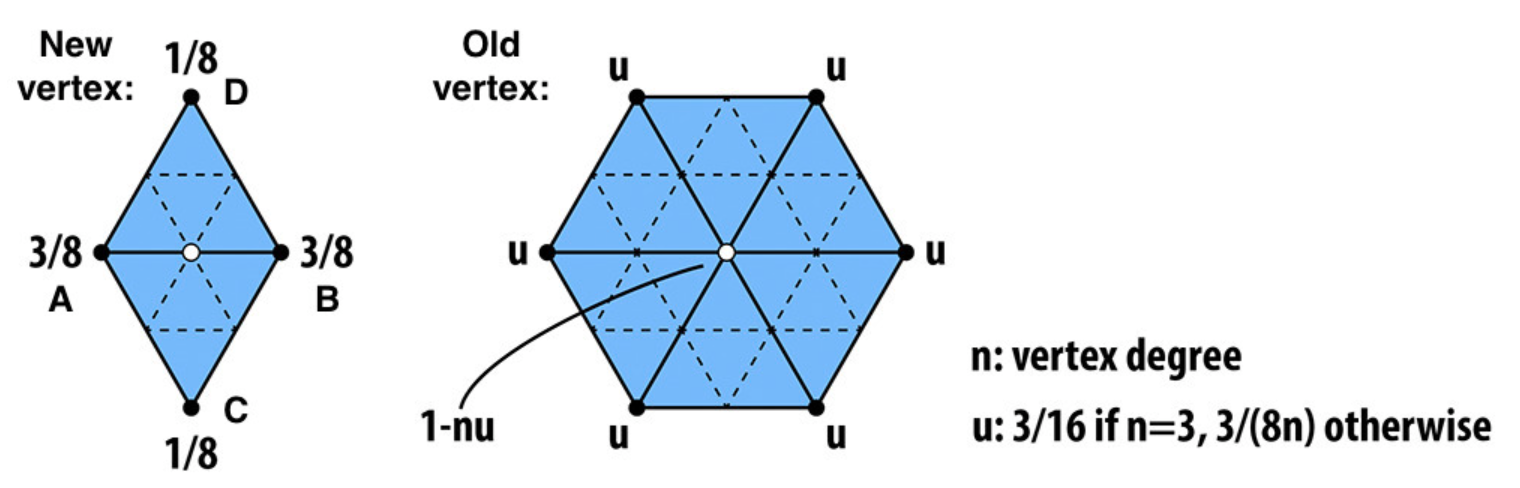 New
vertex:
1/8
D
3/8
A
3/8
B
C
1/8
Old
vertex:
u
u
u
u
u
u
1-nu
n: vertex degree
u: 3/16 if n=3, 3/(8n) otherwise